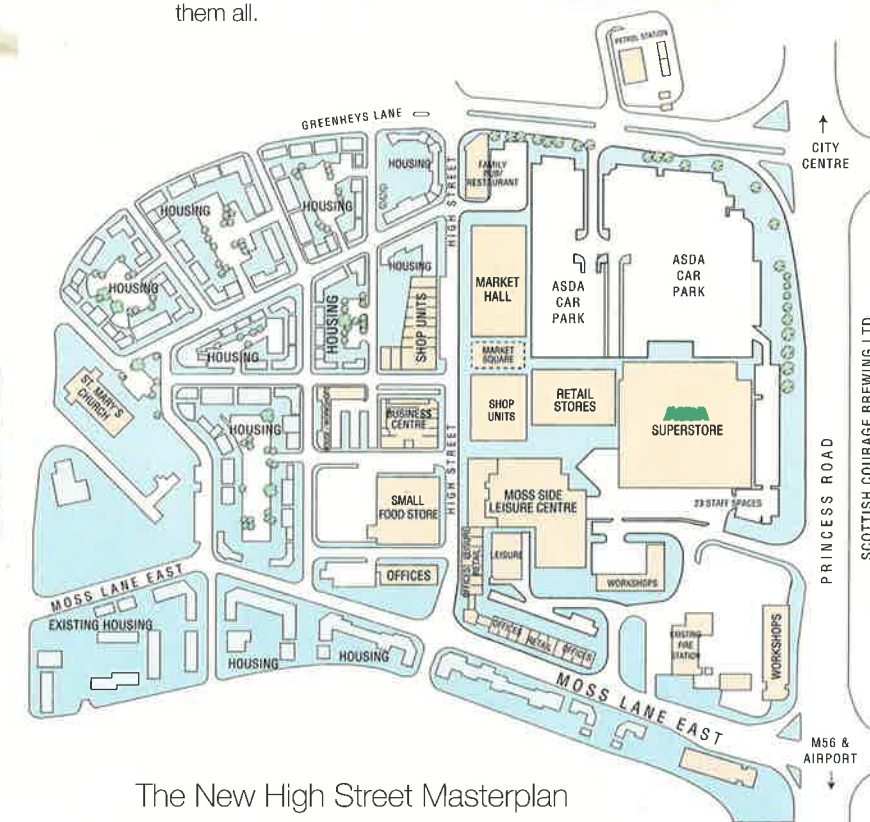 them all.
PETROL STATION
GREENHEYS LANE
CITY
CENTRE
HOUSING
HIGH STREET
FAMILY
PUB/
RESTAURANT
HOUSING
HOUSING
HOUSING
HOUSING
MARKET
HALL
ASDA
CAR
PARK
ASDA
CAR
PARK
HOUSING
SHOP UNITS
HOUSING
MARKET
SQUARE
ST. MARY'S
CHURCH
HOUSING
BUSINESS
CENTRE
HIGH STREET
SHOP
UNITS
RETAIL
STORES
ASDA
SUPERSTORE
PRINCESS ROAD
SCOTTISH COURAGE BREWING LTD
SMALL
FOOD STORE
MOSS SIDE
LEISURE CENTRE
23 STAFF SPACES
OFFICES
OFFICES/ LEISURE
RETAIL
LEISURE
WORKSHOPS
MOSS LANE EAST
EXISTING HOUSING
HOUSING
HOUSING
OFFICES
RETAIL
OFFICES
EXISTING
FIRE
STATION
WORKSHOPS
MOSS LANE EAST
M56 &
AIRPORT
The New High Street Masterplan